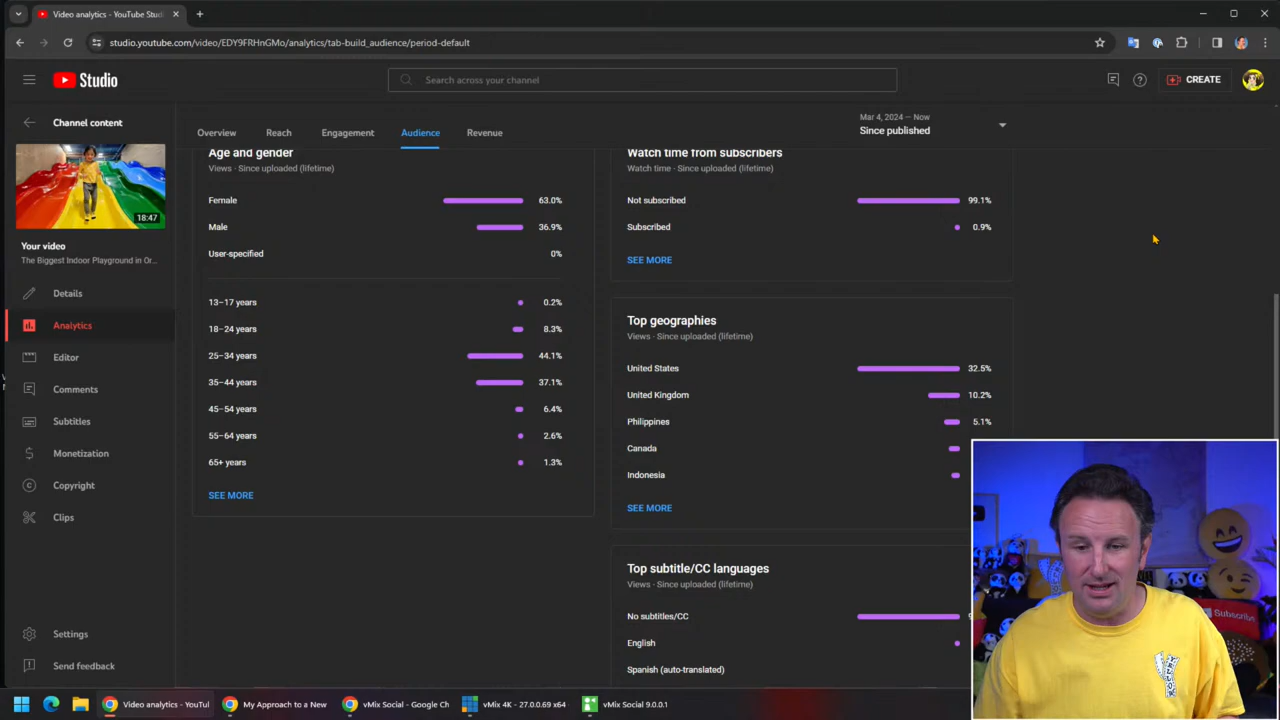 Video analytics - YouTube Studi
studio.youtube.com/video/EDY9FRHnGMo/analytics/tab-build_audience/period-default
Studio
Search across your channel
CREATE
Channel content
18:47
Your video
The Biggest Indoor Playground in Or...
Details
Analytics
Editor
Comments
Subtitles
Monetization
Copyright
Clips
Settings
Send feedback
Overview
Reach
Engagement
Audience
Revenue
Mar 4, 2024 – Now
Since published
Age and gender
Views · Since uploaded (lifetime)
Female 63.0%
Male 36.9%
User-specified 0%
13–17 years 0.2%
18–24 years 8.3%
25–34 years 44.1%
35–44 years 37.1%
45–54 years 6.4%
55–64 years 2.6%
65+ years 1.3%
SEE MORE
Watch time from subscribers
Watch time · Since uploaded (lifetime)
Not subscribed 99.1%
Subscribed 0.9%
SEE MORE
Top geographies
Views · Since uploaded (lifetime)
United States 32.5%
United Kingdom 10.2%
Philippines 5.1%
Canada
Indonesia
SEE MORE
Top subtitle/CC languages
Views · Since uploaded (lifetime)
No subtitles/CC
English
Spanish (auto-translated)
Subscribe
Video analytics - YouTul
My Approach to a New
vMix Social - Google Ch
vMix 4K - 27.0.0.69 x64
vMix Social 9.0.0.1